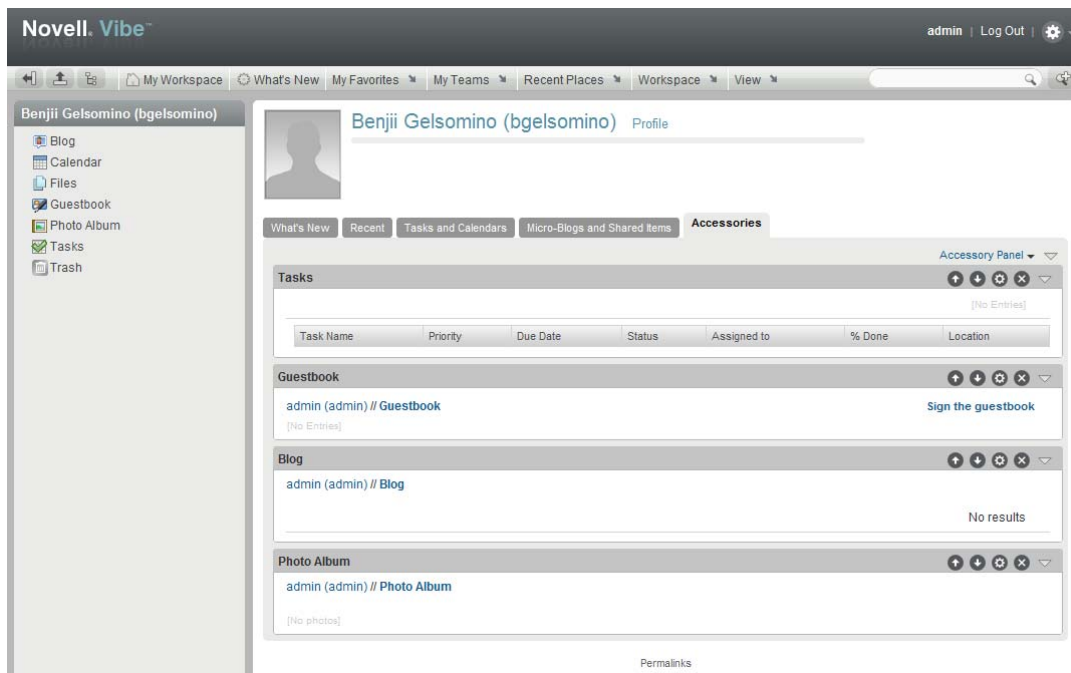 Novell. Vibe™
admin | Log Out |
My Workspace What's New My Favorites My Teams Recent Places Workspace View
Benjii Gelsomino (bgelsomino)
Blog
Calendar
Files
Guestbook
Photo Album
Tasks
Trash
Benjii Gelsomino (bgelsomino) Profile
What's New Recent Tasks and Calendars Micro-Blogs and Shared Items Accessories
Accessory Panel
Tasks
[No Entries]
Task Name Priority Due Date Status Assigned to % Done Location
Guestbook
admin (admin) // Guestbook Sign the guestbook
[No Entries]
Blog
admin (admin) // Blog
No results
Photo Album
admin (admin) // Photo Album
[No photos]
Permalinks